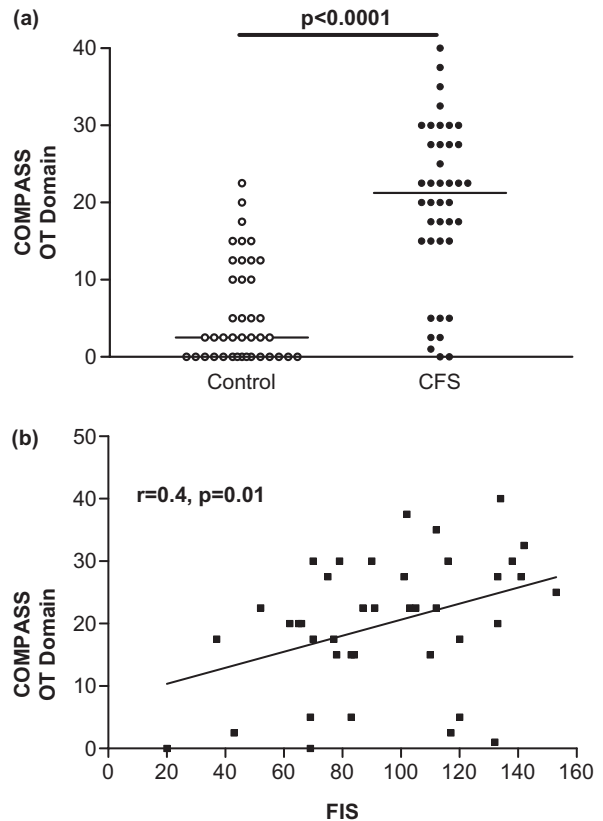 (a)
p<0.0001
COMPASS
OT Domain
40
30
20
10
0
Control CFS
(b)
r=0.4, p=0.01
COMPASS
OT Domain
50
40
30
20
10
0
0 20 40 60 80 100 120 140 160
FIS